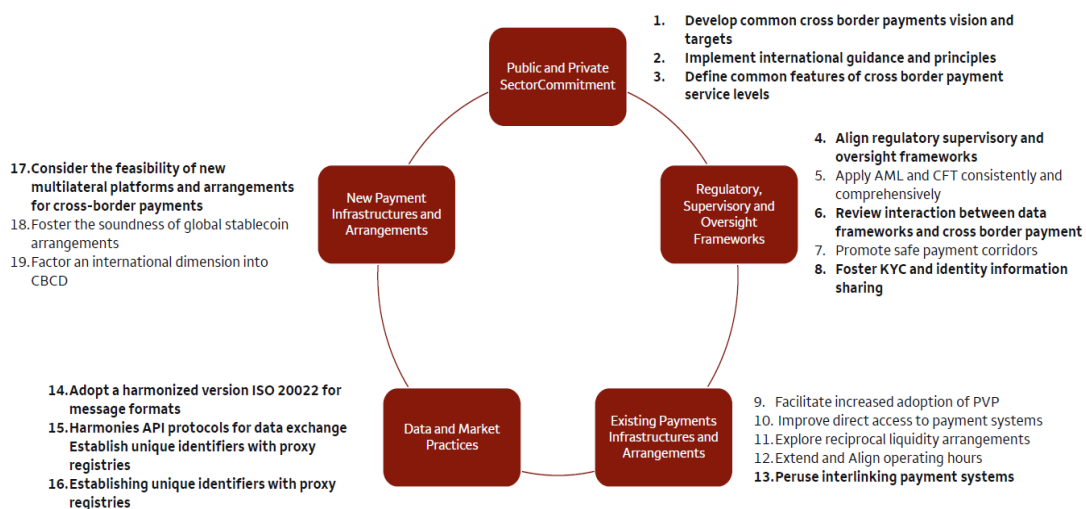 Public and Private
SectorCommitment
1. Develop common cross border payments vision and
targets
2. Implement international guidance and principles
3. Define common features of cross border payment
service levels
Regulatory,
Supervisory and
Oversight
Frameworks
4. Align regulatory supervisory and
oversight frameworks
5. Apply AML and CFT consistently and
comprehensively
6. Review interaction between data
frameworks and cross border payment
7. Promote safe payment corridors
8. Foster KYC and identity information
sharing
Existing Payments
Infrastructures and
Arrangements
9. Facilitate increased adoption of PVP
10. Improve direct access to payment systems
11. Explore reciprocal liquidity arrangements
12. Extend and Align operating hours
13. Peruse interlinking payment systems
Data and Market
Practices
14. Adopt a harmonized version ISO 20022 for
message formats
15. Harmonies API protocols for data exchange
Establish unique identifiers with proxy
registries
16. Establishing unique identifiers with proxy
registries
New Payment
Infrastructures and
Arrangements
17. Consider the feasibility of new
multilateral platforms and arrangements
for cross-border payments
18. Foster the soundness of global stablecoin
arrangements
19. Factor an international dimension into
CBCD